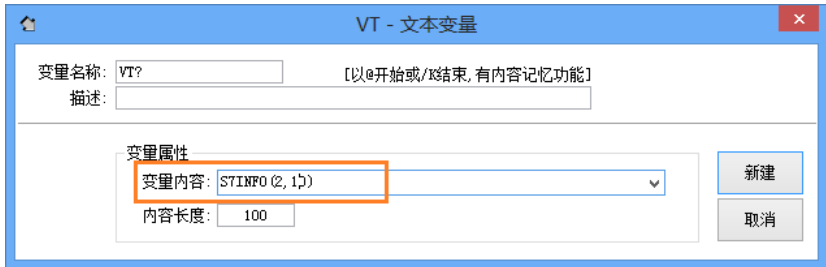 VT - 文本变量
变量名称: VT? [以@开始或/K结束,有内容记忆功能]
描述:
变量属性
变量内容: S7INFO(2,1))
新建
内容长度: 100
取消